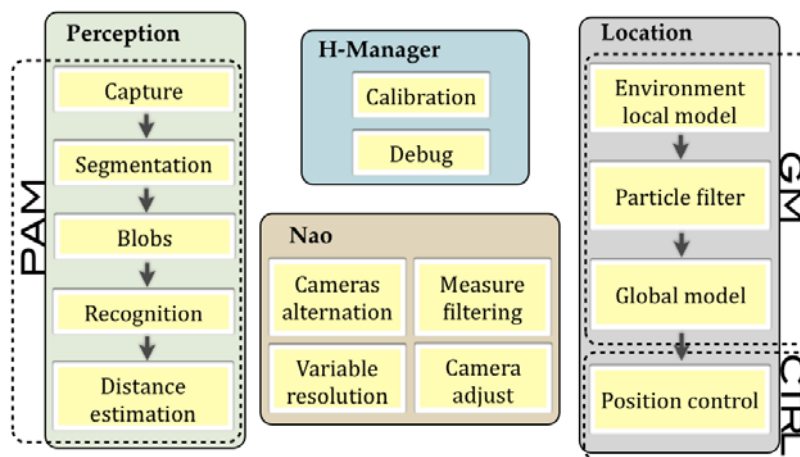 Perception
Capture
Segmentation
Blobs
Recognition
Distance
estimation
PAM
H-Manager
Calibration
Debug
Nao
Cameras
alternation
Measure
filtering
Variable
resolution
Camera
adjust
Location
Environment
local model
Particle filter
Global model
Position control
GM
CTRL